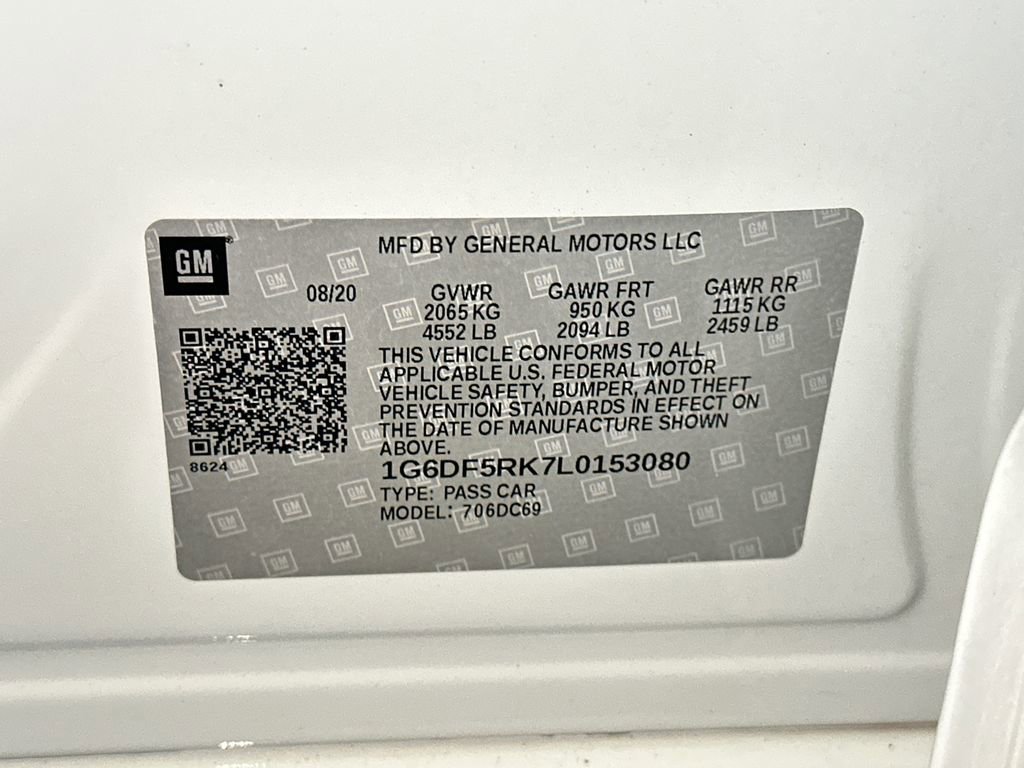 GM
MFD BY GENERAL MOTORS LLC
08/20 GVWR GAWR FRT GAWR RR
2065 KG 950 KG 1115 KG
4552 LB 2094 LB 2459 LB
THIS VEHICLE CONFORMS TO ALL
APPLICABLE U.S. FEDERAL MOTOR
VEHICLE SAFETY, BUMPER, AND THEFT
PREVENTION STANDARDS IN EFFECT ON
THE DATE OF MANUFACTURE SHOWN
ABOVE.
8624
1G6DF5RK7L0153080
TYPE: PASS CAR
MODEL: 706DC69